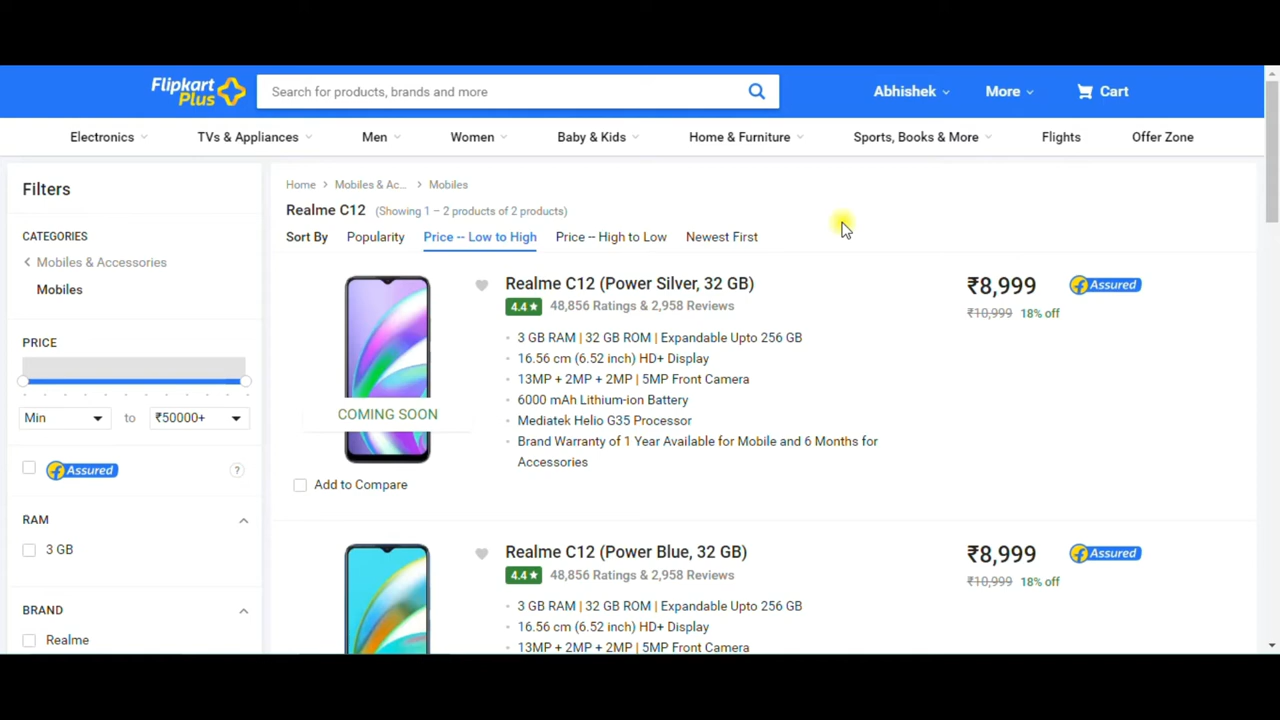 Flipkart
Plus
Search for products, brands and more
Abhishek
More
Cart
Electronics
TVs & Appliances
Men
Women
Baby & Kids
Home & Furniture
Sports, Books & More
Flights
Offer Zone
Filters
CATEGORIES
Mobiles & Accessories
Mobiles
PRICE
Min
to
₹50000+
f Assured
?
RAM
3 GB
BRAND
Realme
Home > Mobiles & Ac... > Mobiles
Realme C12 (Showing 1 – 2 products of 2 products)
Sort By Popularity Price -- Low to High Price -- High to Low Newest First
COMING SOON
Add to Compare
Realme C12 (Power Silver, 32 GB)
4.4★ 48,856 Ratings & 2,958 Reviews
3 GB RAM | 32 GB ROM | Expandable Upto 256 GB
16.56 cm (6.52 inch) HD+ Display
13MP + 2MP + 2MP | 5MP Front Camera
6000 mAh Lithium-ion Battery
Mediatek Helio G35 Processor
Brand Warranty of 1 Year Available for Mobile and 6 Months for
Accessories
₹8,999
f Assured
₹10,999 18% off
Realme C12 (Power Blue, 32 GB)
4.4★ 48,856 Ratings & 2,958 Reviews
3 GB RAM | 32 GB ROM | Expandable Upto 256 GB
16.56 cm (6.52 inch) HD+ Display
13MP + 2MP + 2MP | 5MP Front Camera
₹8,999
f Assured
₹10,999 18% off